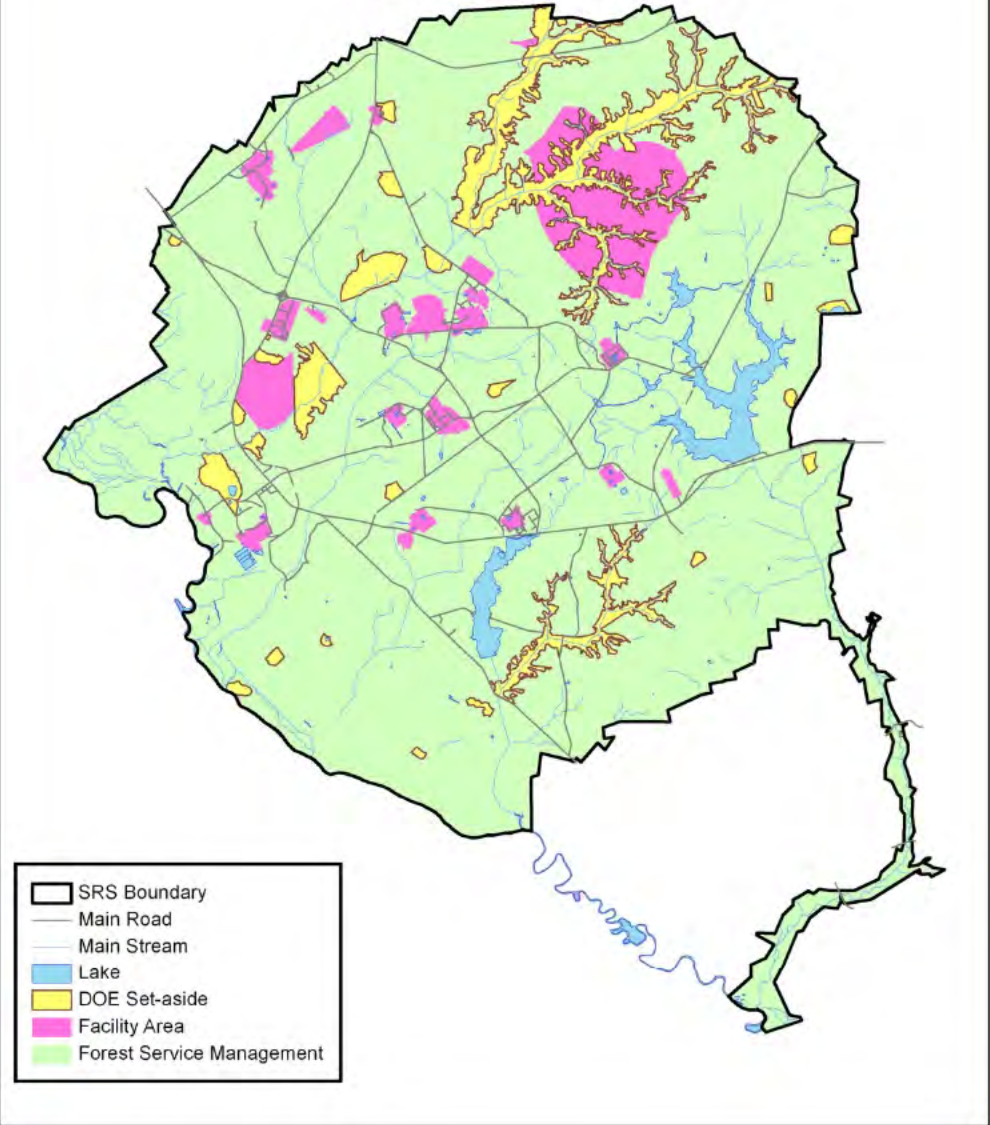 SRS Boundary
Main Road
Main Stream
Lake
DOE Set-aside
Facility Area
Forest Service Management